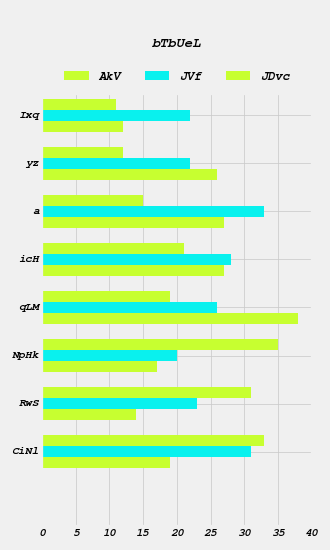 bTbUeL
AkV JVf JDvc
Ixq
yz
a
icH
qLM
NpHk
RwS
CiNl
0 5 10 15 20 25 30 35 40